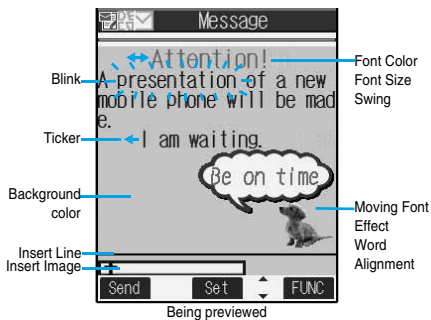 DECO Message
Attention!
A presentation of a new
mobile phone will be mad
e.
I am waiting.
Be on time
Send Set FUNC
Blink
Ticker
Background
color
Insert Line
Insert Image
Font Color
Font Size
Swing
Moving Font
Effect
Word
Alignment
Being previewed